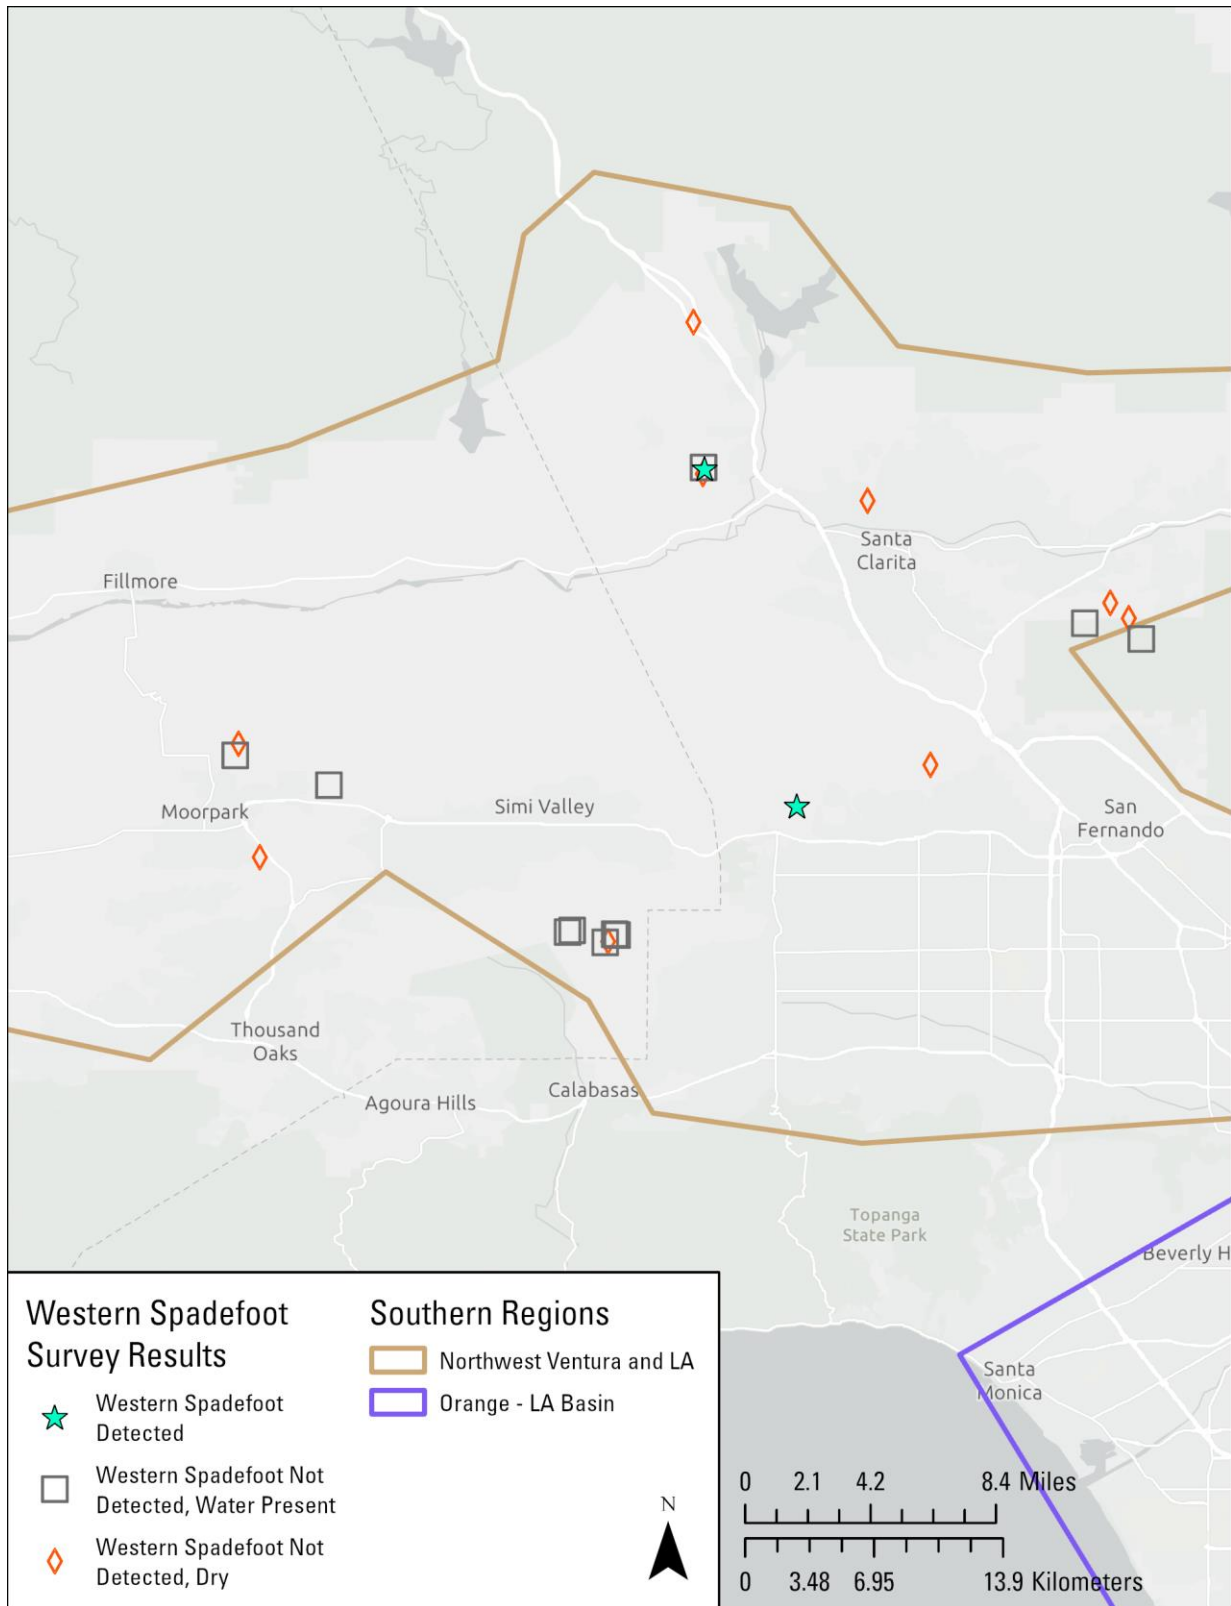 Santa
Clarita
Fillmore
Moorpark
Simi Valley
San
Fernando
Thousand
Oaks
Agoura Hills
Calabasas
Topanga
State Park
Beverly H
Santa
Monica
Western Spadefoot
Survey Results
Western Spadefoot
Detected
Western Spadefoot Not
Detected, Water Present
Western Spadefoot Not
Detected, Dry
Southern Regions
Northwest Ventura and LA
Orange - LA Basin
N
0 2.1 4.2 8.4 Miles
0 3.48 6.95 13.9 Kilometers